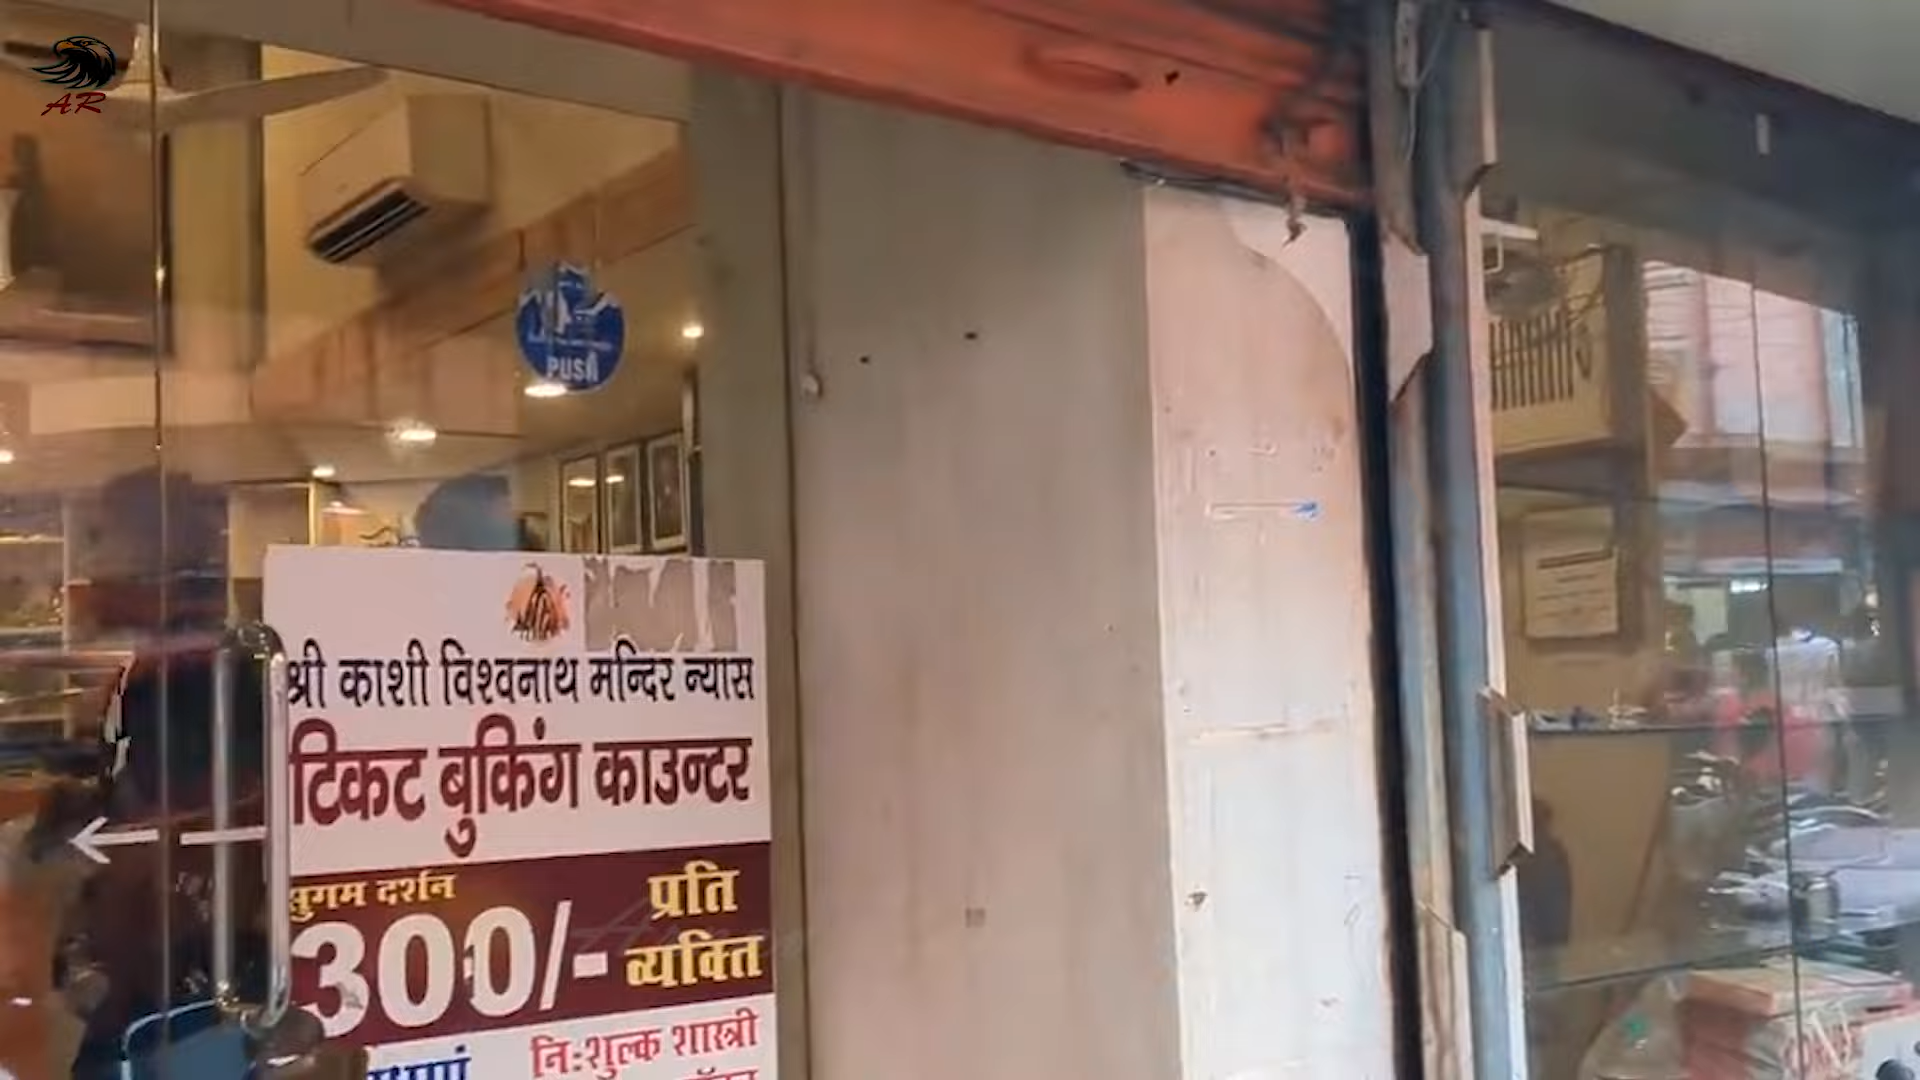 AR
PUSH
श्री काशी विश्वनाथ मन्दिर न्यास
टिकट बुकिंग काउन्टर
सुगम दर्शन
300/- प्रति व्यक्ति
निःशुल्क शास्त्री